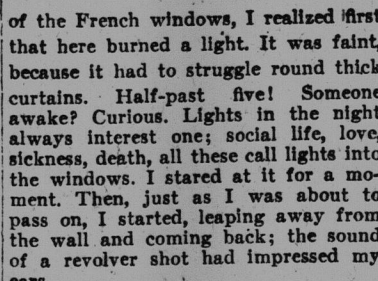 of the French windows, I realized first
that here burned a light. It was faint,
because it had to struggle round thick
curtains. Half-past five! Someone
awake? Curious. Lights in the night
always interest one; social life, love,
sickness, death, all these call lights into
the windows. I stared at it for a mo-
ment. Then, just as I was about to
pass on, I started, leaping away from
the wall and coming back; the sound
of a revolver shot had impressed my